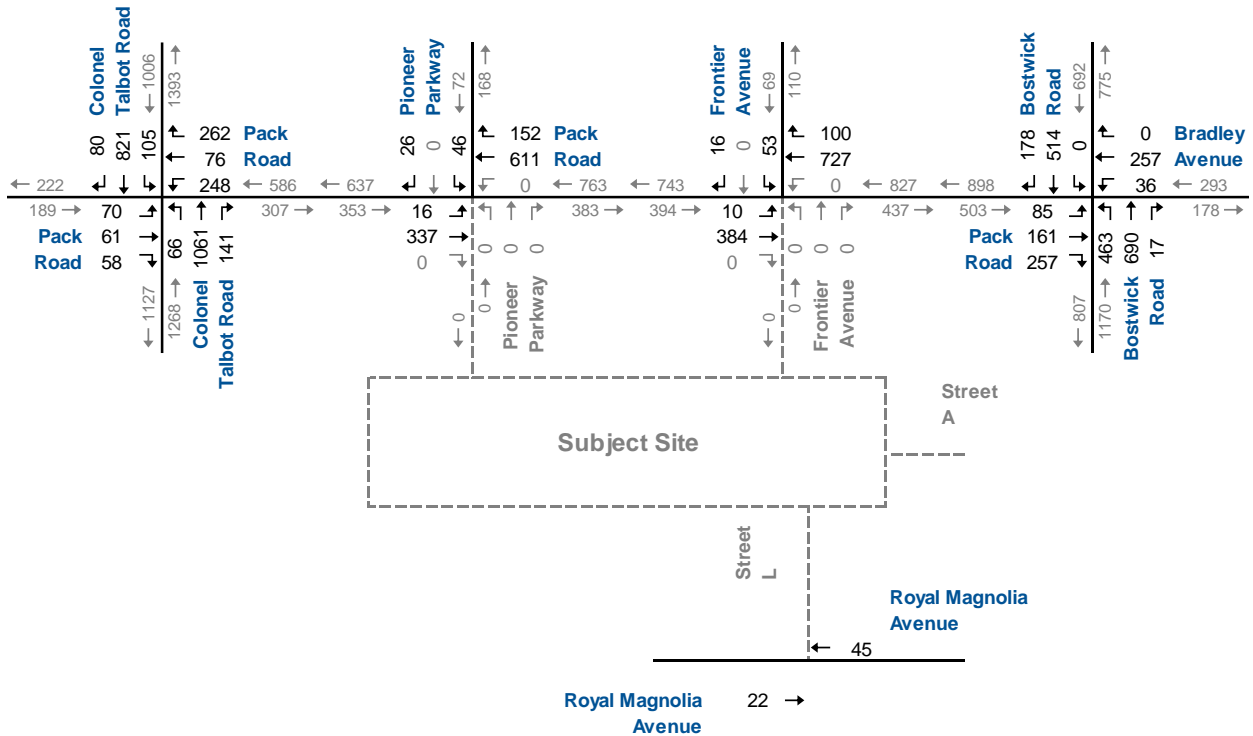 Colonel
Talbot Road
1006
1393
80
821
105
262 Pack
76 Road
248
222
189
70
Pack 61
Road 58
66
1061
141
1127
1268
Colonel
Talbot Road
586
637
307
353
Pioneer
Parkway
72
168
26
0
46
152 Pack
611 Road
0
16
337
0
0
0
0
0
0
Pioneer
Parkway
763
743
383
394
Frontier
Avenue
69
110
16
0
53
100
727
0
10
384
0
0
0
0
0
0
Frontier
Avenue
827
898
437
503
Bostwick
Road
692
775
178
514
0
0 Bradley
257 Avenue
36
293
178
85
Pack 161
Road 257
463
690
17
807
1170
Bostwick
Road
Subject Site
Street
A
Street
L
Royal Magnolia
Avenue
45
Royal Magnolia 22
Avenue